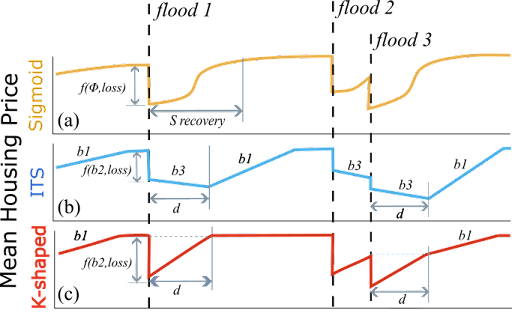 flood 1
flood 2
flood 3
Mean Housing Price
Sigmoid
f(Φ,loss)
S recovery
(a)
ITS
b1
f(b2,loss)
b3
b1
b3
b3
b1
d
d
(b)
K-shaped
b1
b1
f(b2,loss)
d
d
(c)